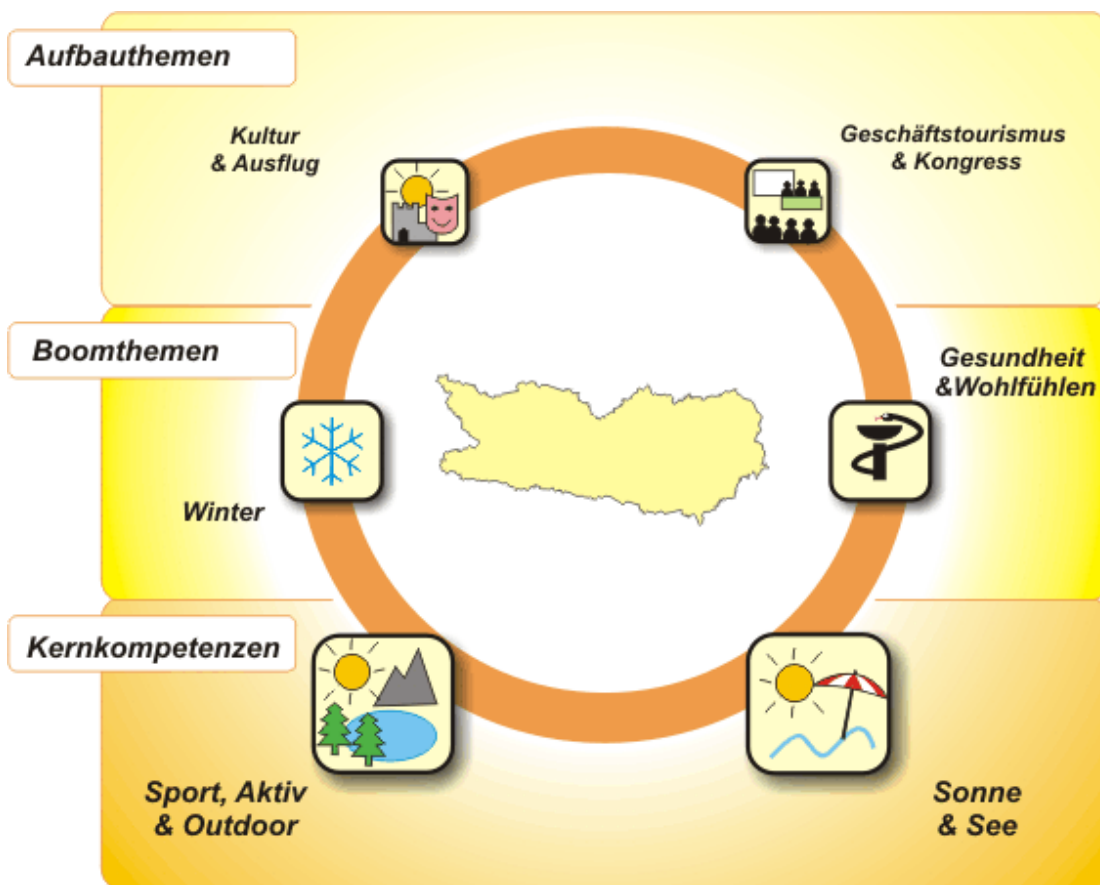 Aufbauthemen
Kultur
& Ausflug
Geschäftstourismus
& Kongress
Boomthemen
Gesundheit
&Wohlfühlen
Winter
Kernkompetenzen
Sport, Aktiv
& Outdoor
Sonne
& See